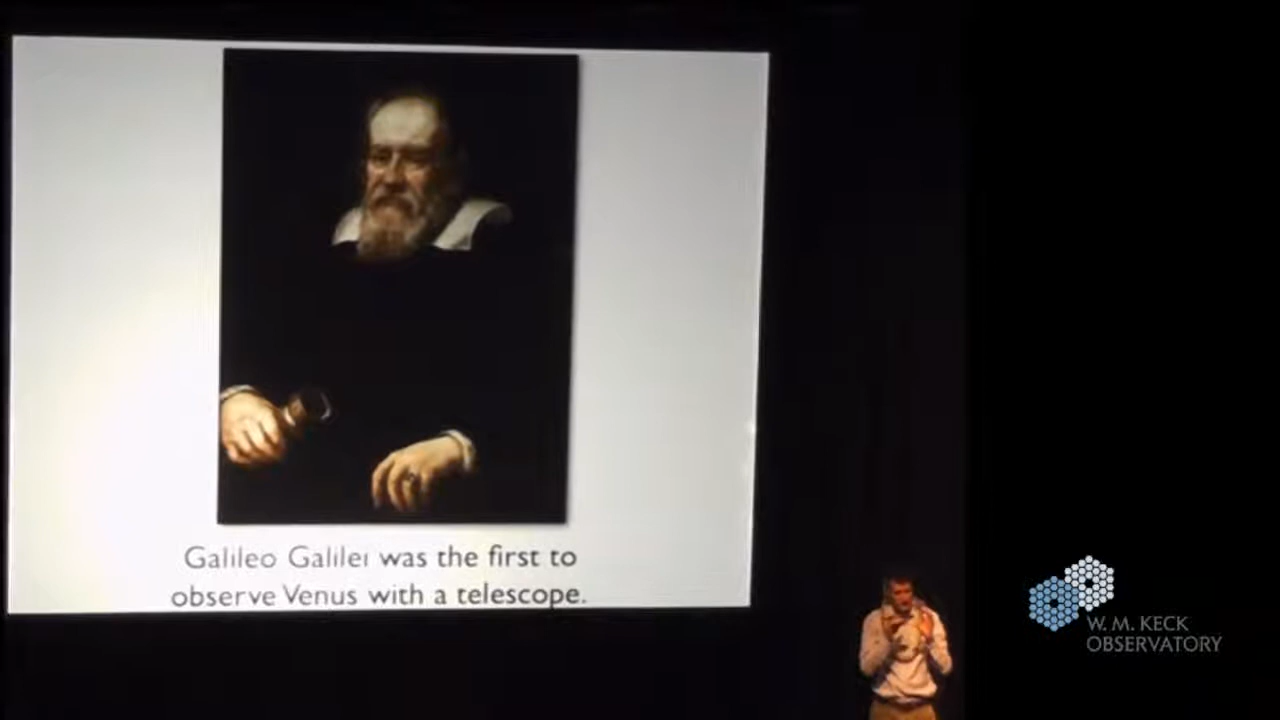 Galileo Galilei was the first to
observe Venus with a telescope.
W. M. KECK
OBSERVATORY